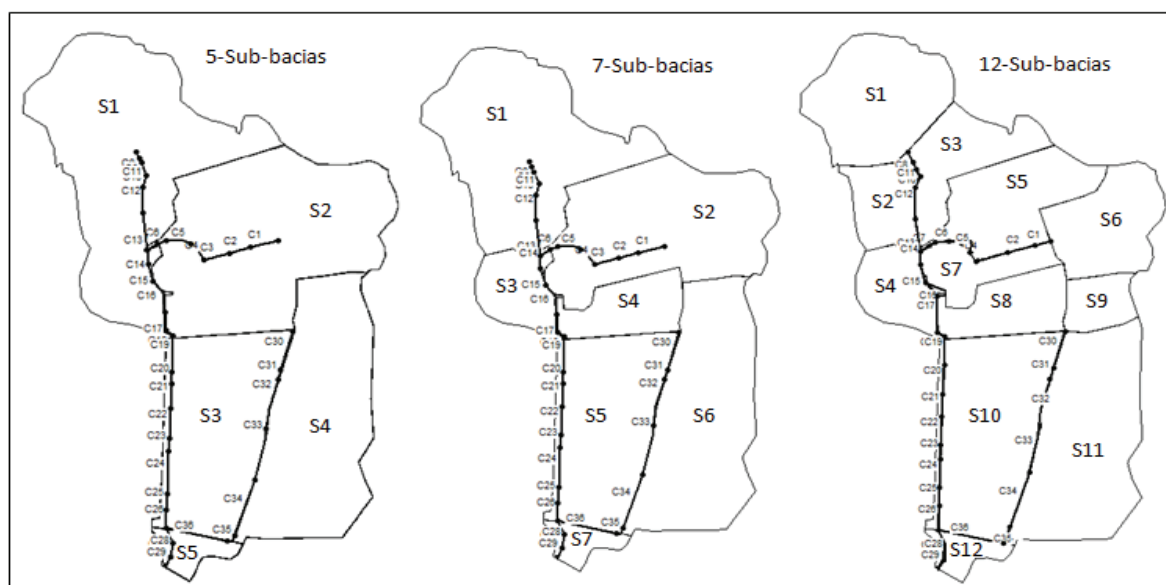 5-Sub-bacias
S1
C11
C12
S2
C13
C6
C5
C3
C2
C1
C14
C15
C16
C17
C19
C30
C20
C31
C21
C32
C22
S3
C33
S4
C23
C24
C25
C34
C26
C36
C35
C28
C29
S5
7-Sub-bacias
S1
C11
C12
S2
C13
C6
C5
C3
C2
C1
C14
S3
C15
C16
S4
C17
C19
C30
C20
C31
C21
C32
C22
S5
C33
S6
C23
C24
C25
C34
C26
C36
C35
C28
C29
S7
12-Sub-bacias
S1
S3
C11
C12
S2
S5
S6
C6
C5
C2
C1
C14
S4
S7
C15
C16
C17
S8
S9
C19
C30
C20
C31
C21
C32
C22
S10
C33
S11
C23
C24
C25
C34
C26
C36
C28
C29
S12